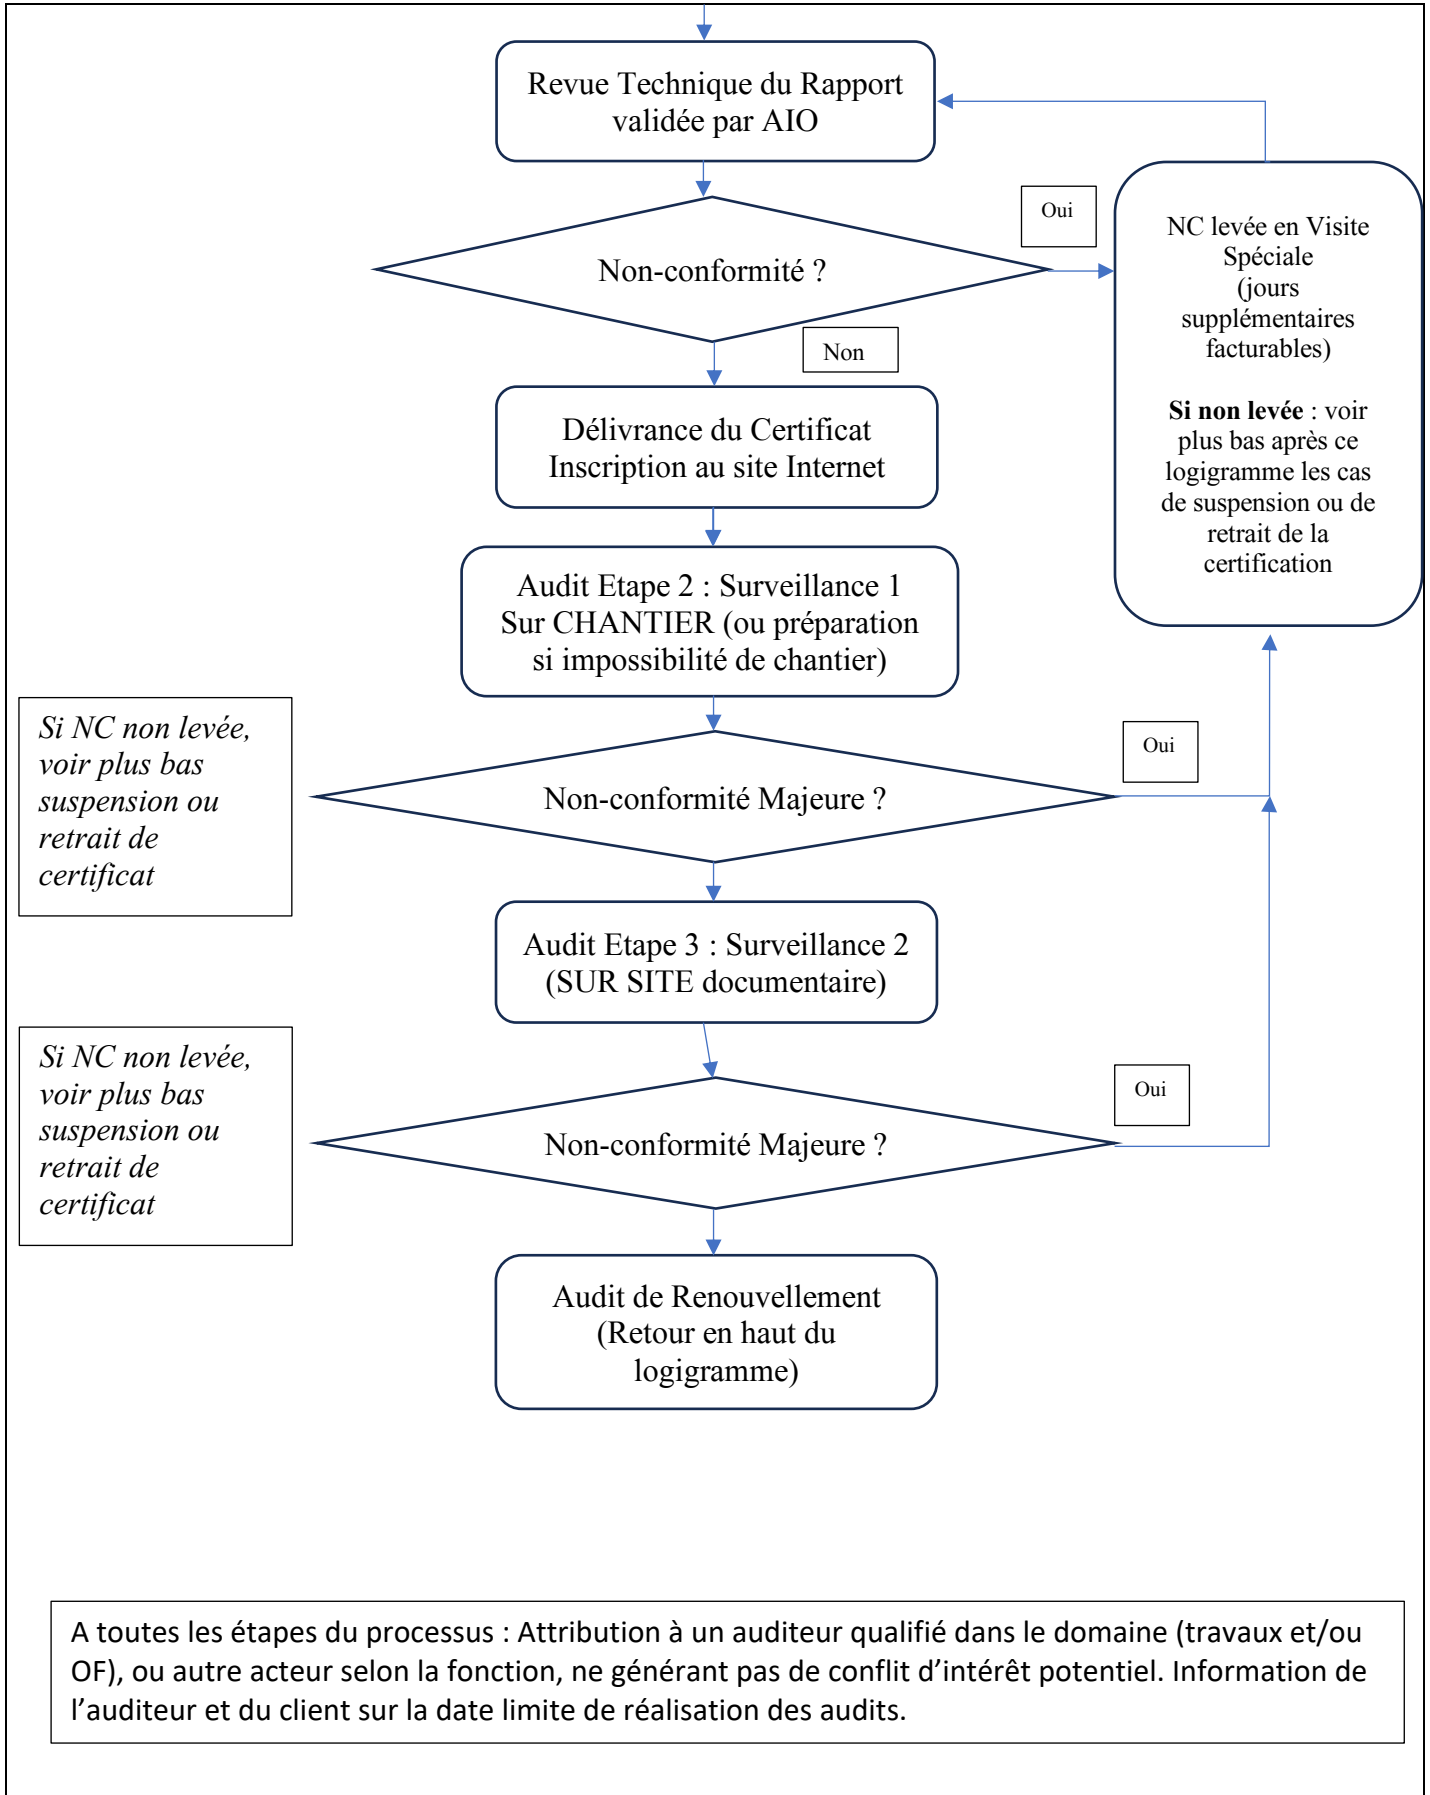 Revue Technique du Rapport
validée par AIO
Oui
Non-conformité ?
NC levée en Visite
Spéciale
(jours
supplémentaires
facturables)
Si non levée : voir
plus bas après ce
logigramme les cas
de suspension ou de
retrait de la
certification
Non
Délivrance du Certificat
Inscription au site Internet
Audit Etape 2 : Surveillance 1
Sur CHANTIER (ou préparation
si impossibilité de chantier)
Si NC non levée,
voir plus bas
suspension ou
retrait de
certificat
Oui
Non-conformité Majeure ?
Audit Etape 3 : Surveillance 2
(SUR SITE documentaire)
Si NC non levée,
voir plus bas
suspension ou
retrait de
certificat
Oui
Non-conformité Majeure ?
Audit de Renouvellement
(Retour en haut du
logigramme)
A toutes les étapes du processus : Attribution à un auditeur qualifié dans le domaine (travaux et/ou
OF), ou autre acteur selon la fonction, ne générant pas de conflit d’intérêt potentiel. Information de
l’auditeur et du client sur la date limite de réalisation des audits.